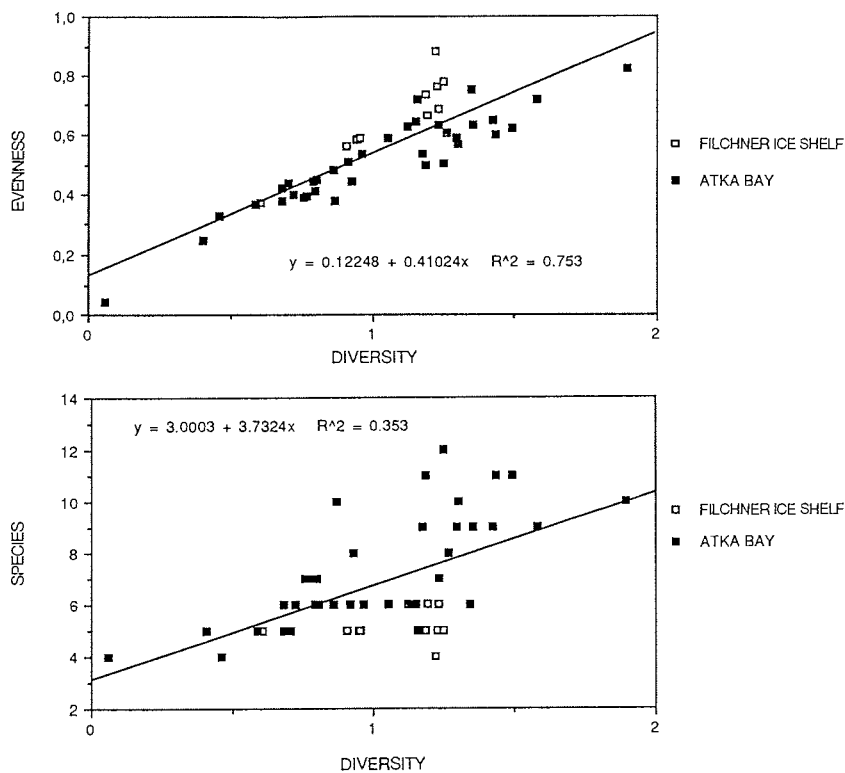 1,0
0,8
0,6
0,4
0,2
0,0
EVENNESS
y = 0.12248 + 0.41024x R^2 = 0.753
0 1 2
DIVERSITY
FILCHNER ICE SHELF
ATKA BAY
14
12
10
8
6
4
2
SPECIES
y = 3.0003 + 3.7324x R^2 = 0.353
0 1 2
DIVERSITY
FILCHNER ICE SHELF
ATKA BAY